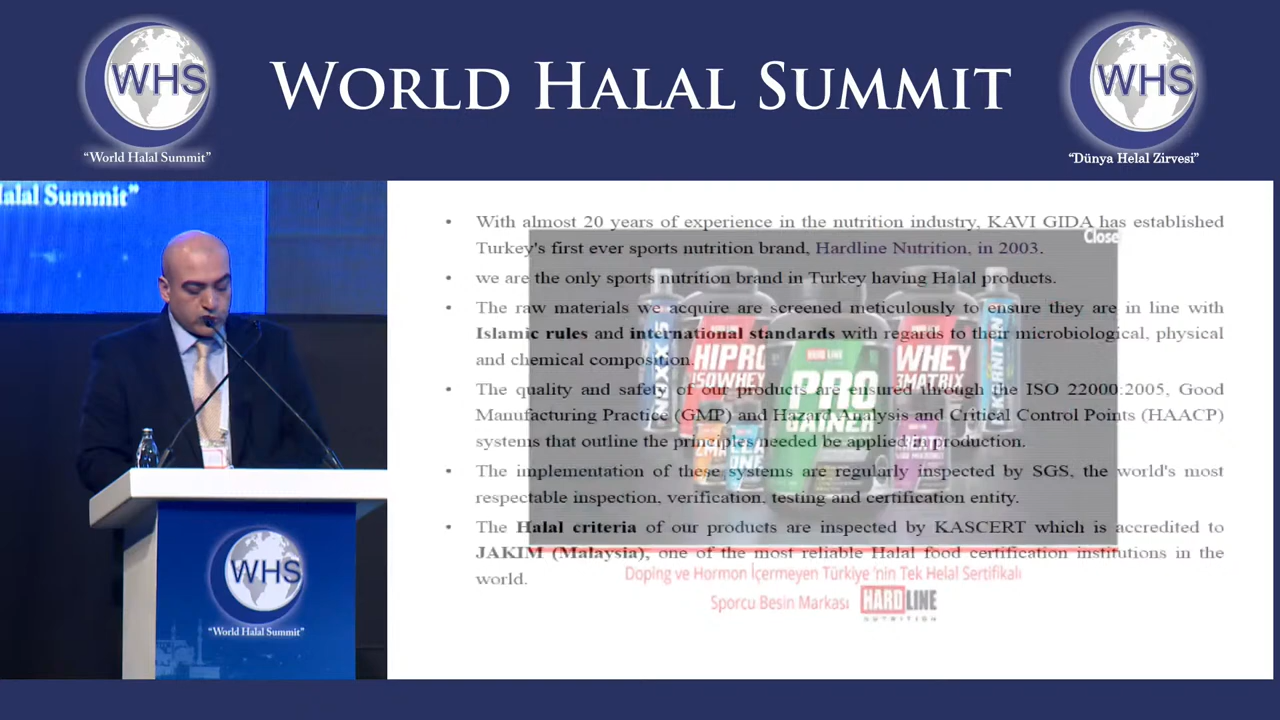 WHS
"World Halal Summit"
WORLD HALAL SUMMIT
WHS
"Dünya Helal Zirvesi"
Halal Summit"
• With almost 20 years of experience in the nutrition industry, KAVI GIDA has established
Turkey's first ever sports nutrition brand, Hardline Nutrition, in 2003.
Close
• we are the only sports nutrition brand in Turkey having Halal products.
• The raw materials we acquire are screened meticulously to ensure they are in line with
Islamic rules and international standards with regards to their microbiological, physical
and chemical composition.
• The quality and safety of our products are ensured through the ISO 22000:2005, Good
Manufacturing Practice (GMP) and Hazard Analysis and Critical Control Points (HAACP)
systems that outline the principles needed be applied in production.
• The implementation of these systems are regularly inspected by SGS, the world's most
respectable inspection, verification, testing and certification entity.
• The Halal criteria of our products are inspected by KASCERT which is accredited to
JAKIM (Malaysia), one of the most reliable Halal food certification institutions in the
world.
HIPRO
ISOWHEY
HARD LINE
PRO
GAINER
WHEY
3MATRIX
KARNITIN
Doping ve Hormon İçermeyen Türkiye 'nin Tek Helal Sertifikalı
Sporcu Besin Markası HARDLINE
NUTRITION
WHS
"World Halal Summit"